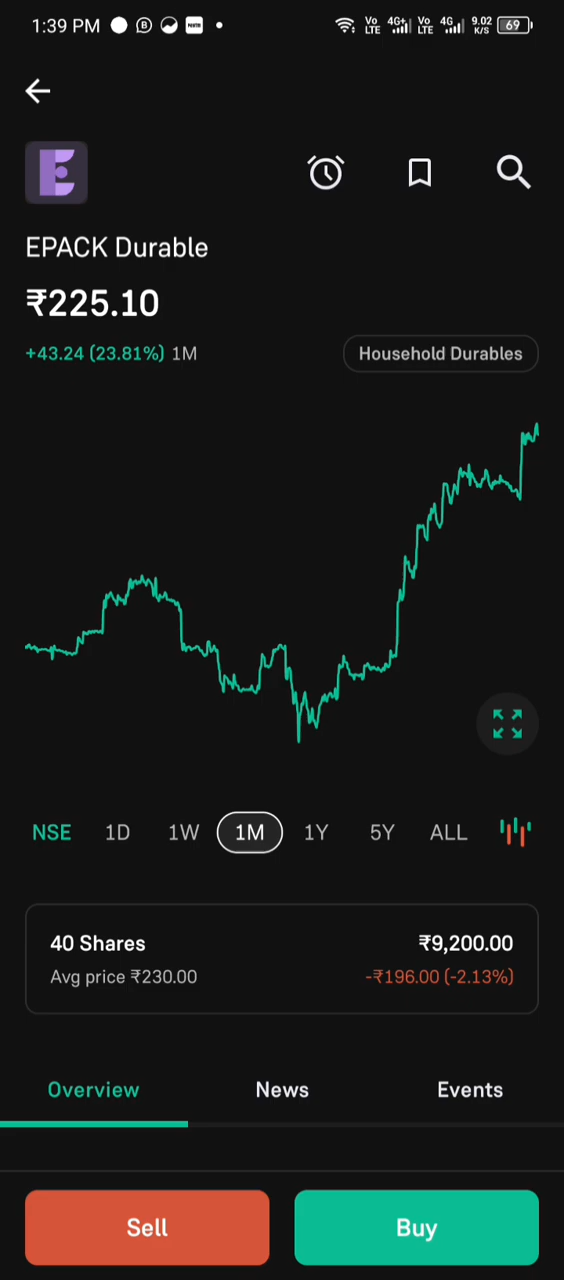 1:39 PM
Vo LTE 4G+ Vo LTE 4G 9.02 K/S 69
EPACK Durable
₹225.10
+43.24 (23.81%) 1M
Household Durables
NSE 1D 1W 1M 1Y 5Y ALL
40 Shares ₹9,200.00
Avg price ₹230.00 -₹196.00 (-2.13%)
Overview News Events
Sell Buy